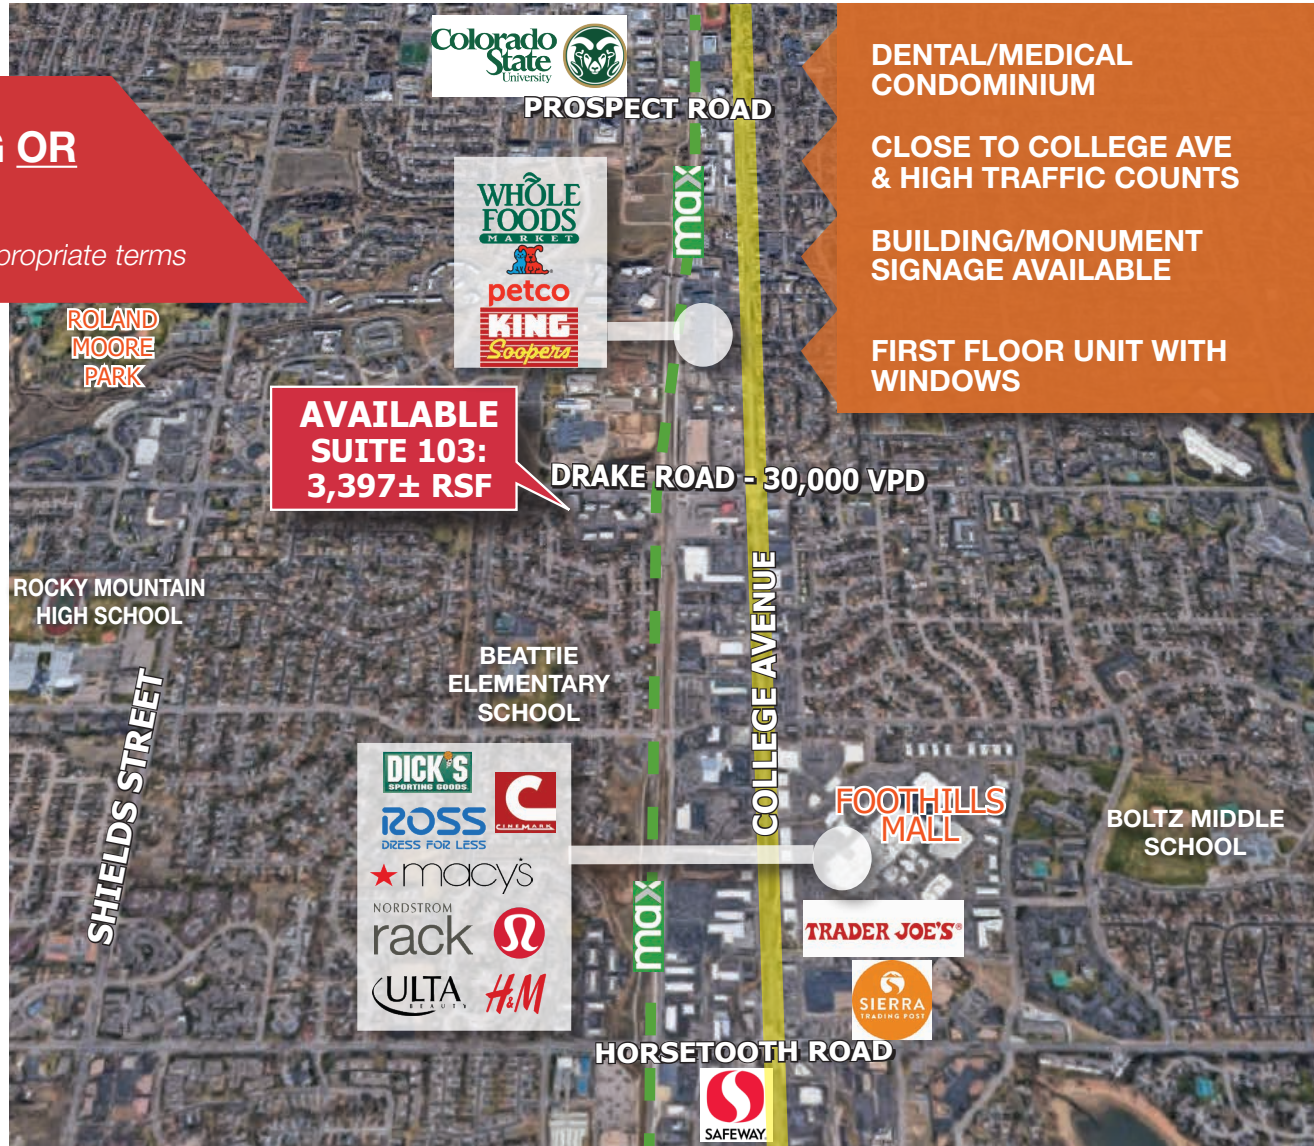 Colorado
State
University
PROSPECT ROAD
DENTAL/MEDICAL
CONDOMINIUM
CLOSE TO COLLEGE AVE
& HIGH TRAFFIC COUNTS
BUILDING/MONUMENT
SIGNAGE AVAILABLE
FIRST FLOOR UNIT WITH
WINDOWS
OR
terms
WHOLE
FOODS
MARKET
petco
KING
Soopers
max
ROLAND
MOORE
PARK
AVAILABLE
SUITE 103:
3,397± RSF
DRAKE ROAD - 30,000 VPD
ROCKY MOUNTAIN
HIGH SCHOOL
BEATTIE
ELEMENTARY
SCHOOL
COLLEGE AVENUE
SHIELDS STREET
DICK'S
SPORTING GOODS
CINEMARK
ROSS
DRESS FOR LESS
macy's
NORDSTROM
rack
ULTA
BEAUTY
H&M
max
FOOTHILLS
MALL
BOLTZ MIDDLE
SCHOOL
TRADER JOE'S®
SIERRA
TRADING POST
HORSETOOTH ROAD
SAFEWAY